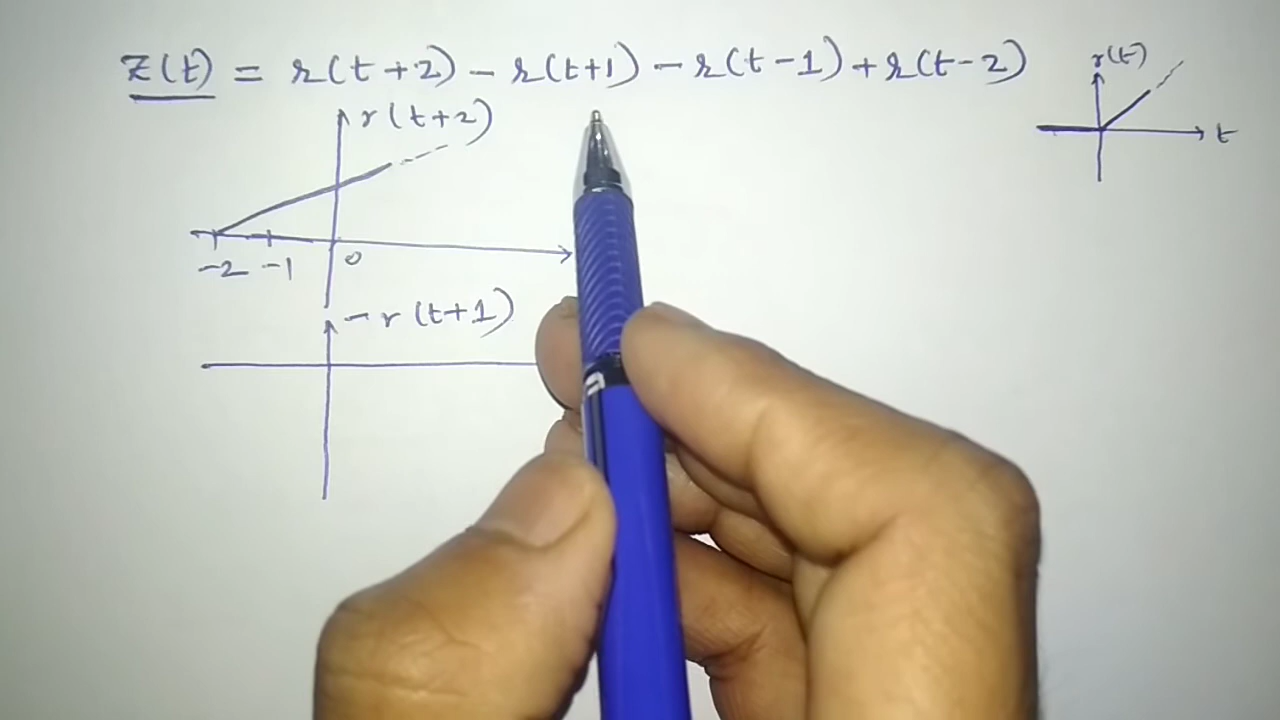 z(t) = r(t+2) - r(t+1) - r(t-1) + r(t-2)
r(t)
t
r(t+2)
-2 -1 0
-r(t+1)